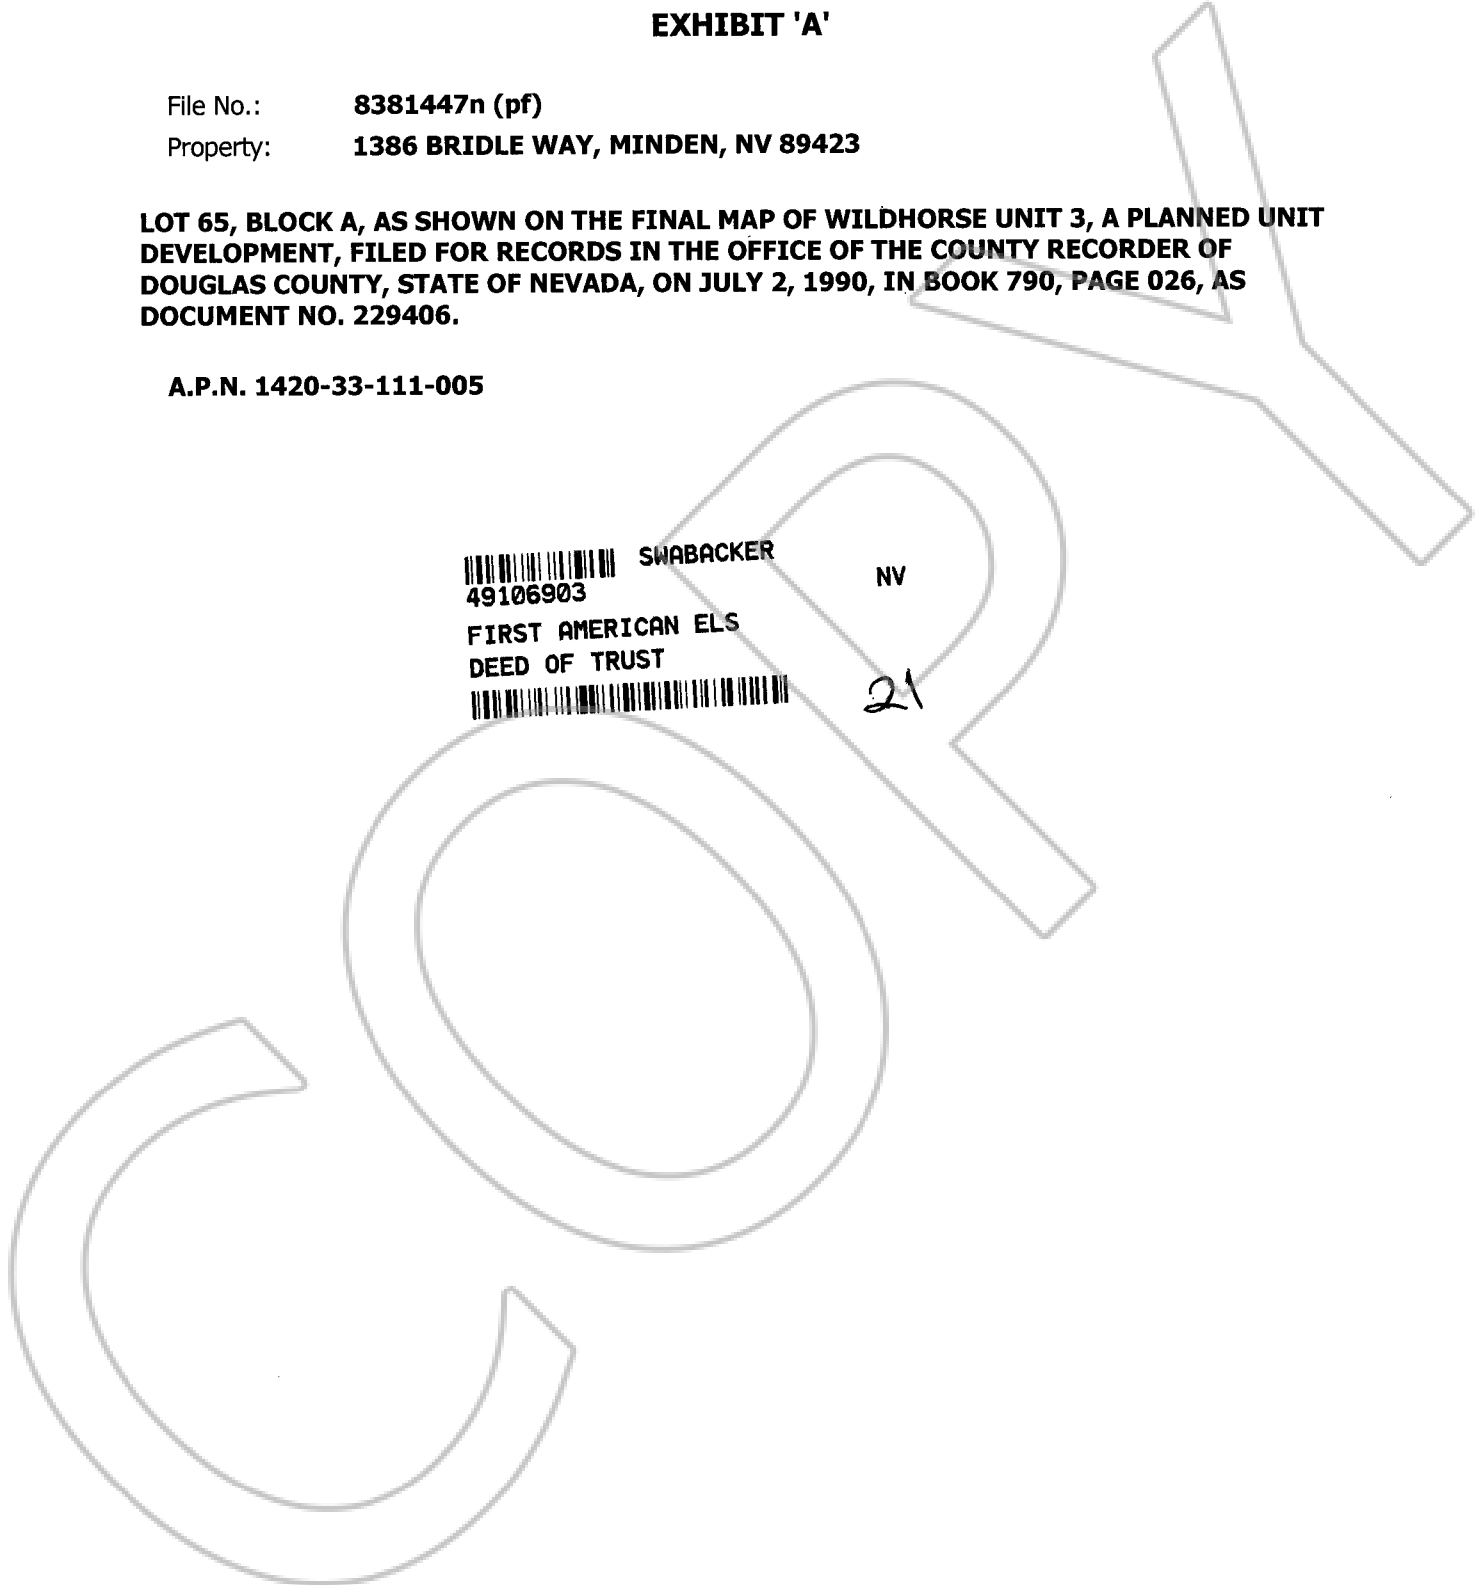 EXHIBIT 'A'
File No.: 8381447n (pf)
Property: 1386 BRIDLE WAY, MINDEN, NV 89423
LOT 65, BLOCK A, AS SHOWN ON THE FINAL MAP OF WILDHORSE UNIT 3, A PLANNED UNIT
DEVELOPMENT, FILED FOR RECORDS IN THE OFFICE OF THE COUNTY RECORDER OF
DOUGLAS COUNTY, STATE OF NEVADA, ON JULY 2, 1990, IN BOOK 790, PAGE 026, AS
DOCUMENT NO. 229406.
A.P.N. 1420-33-111-005
SWABACKER
49106903 NV
FIRST AMERICAN ELS
DEED OF TRUST
21
COPY